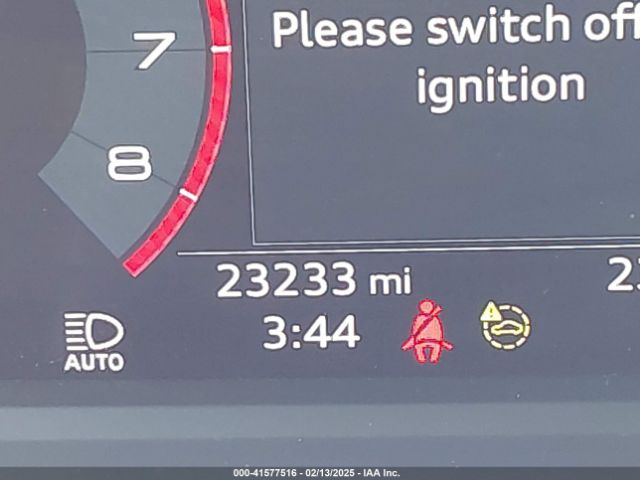 7
Please switch off
ignition
8
23233 mi
3:44
AUTO
000-41577516 - 02/13/2025 - IAA Inc.